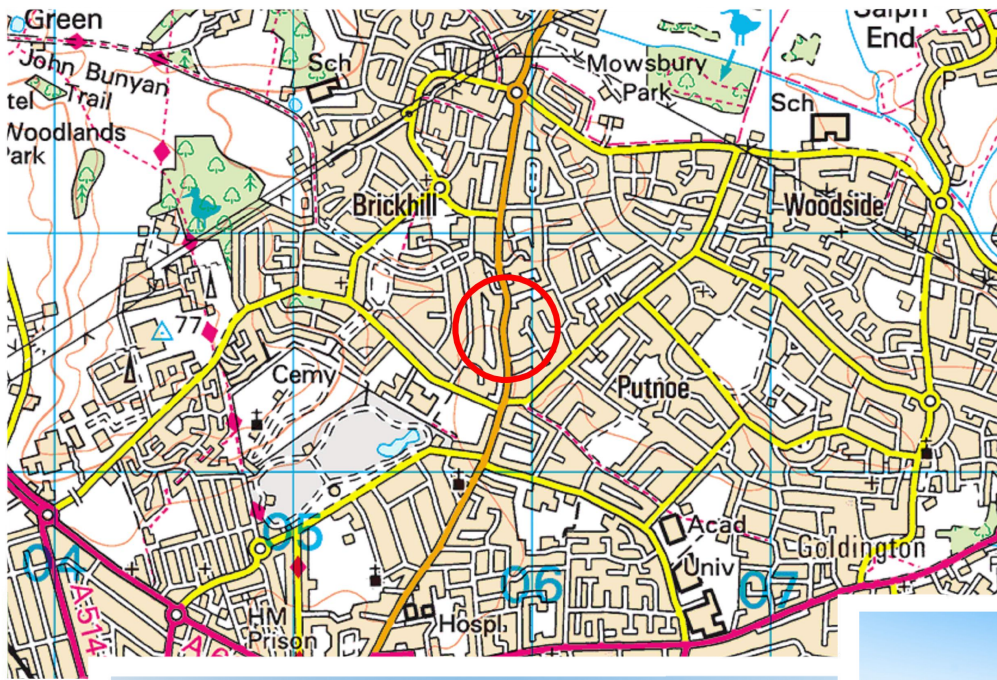 Green
John Bunyan
Trail
tel
Woodlands
Park
Sch
Mowsbury
Park
Salph
End
Sch
Brickhill
Woodside
77
Cemy
Putnoe
05
04
06
07
Acad
Univ
Goldington
A514
HM
Prison
Hospl